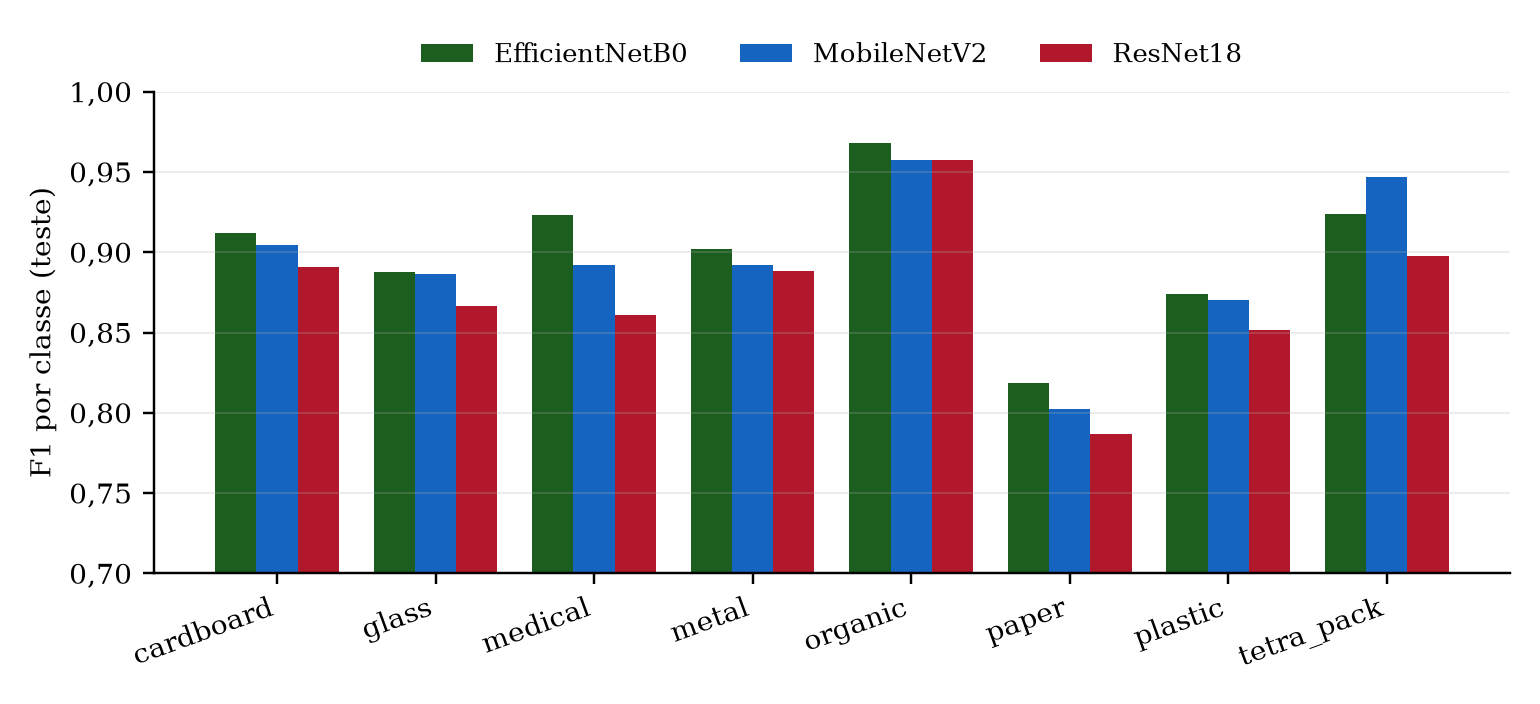 EfficientNetB0 MobileNetV2 ResNet18
F1 por classe (teste)
1,00
0,95
0,90
0,85
0,80
0,75
0,70
cardboard
glass
medical
metal
organic
paper
plastic
tetra_pack